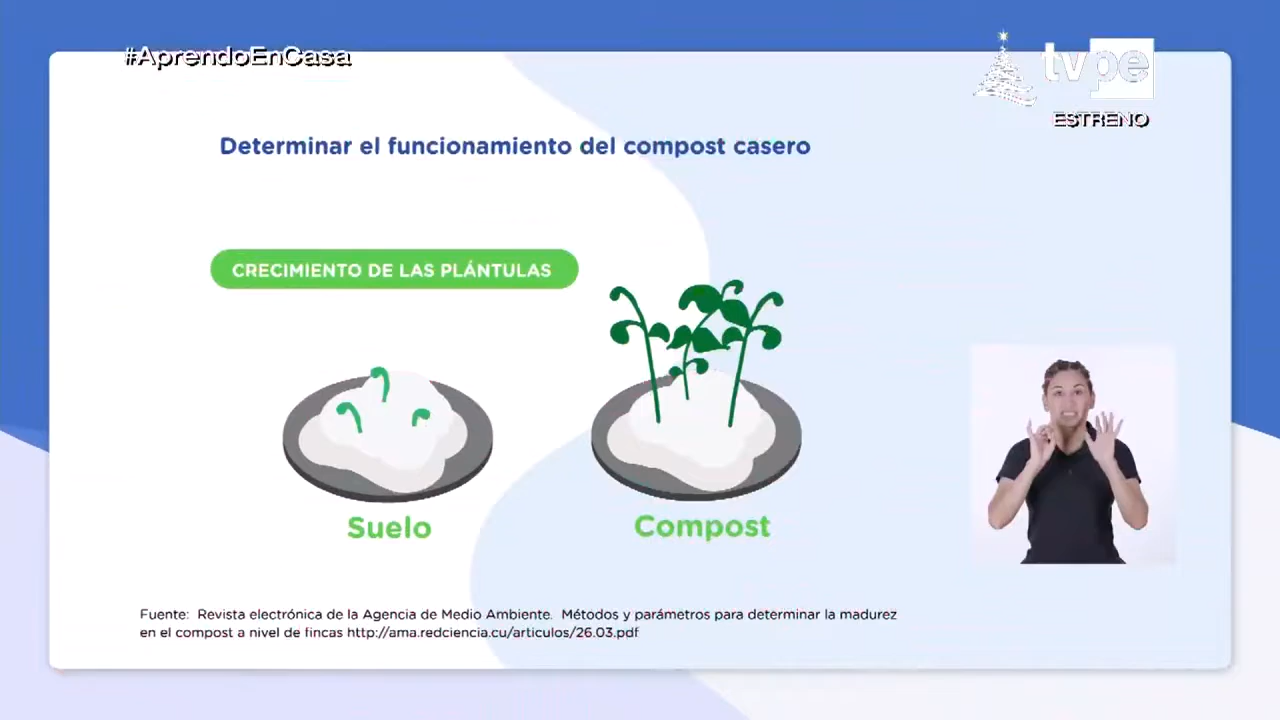 #AprendoEnCasa
tvpe
ESTRENO
Determinar el funcionamiento del compost casero
CRECIMIENTO DE LAS PLÁNTULAS
Suelo
Compost
Fuente: Revista electrónica de la Agencia de Medio Ambiente. Métodos y parámetros para determinar la madurez
en el compost a nivel de fincas http://ama.redciencia.cu/articulos/26.03.pdf